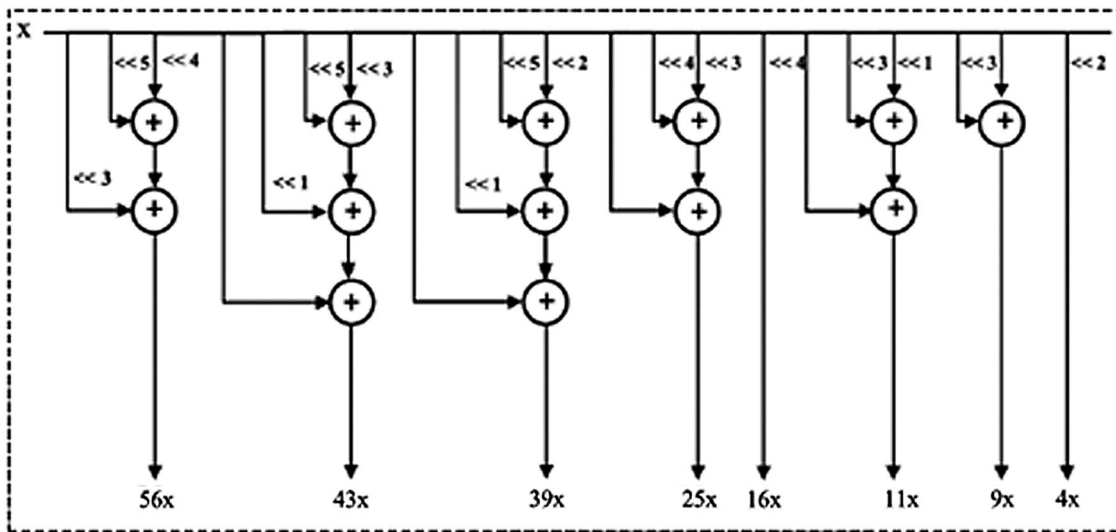 x
<<5 <<4 <<5 <<3 <<5 <<2 <<4 <<3 <<4 <<3 <<1 <<3 <<2
+ + + + + +
<<3 <<1 <<1
+ + + + +
+ +
56x 43x 39x 25x 16x 11x 9x 4x